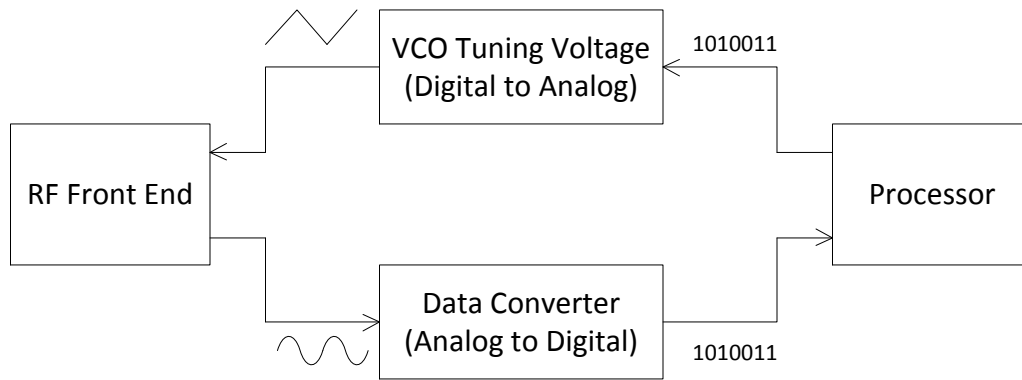 VCO Tuning Voltage
(Digital to Analog)
1010011
RF Front End
Processor
Data Converter
(Analog to Digital)
1010011